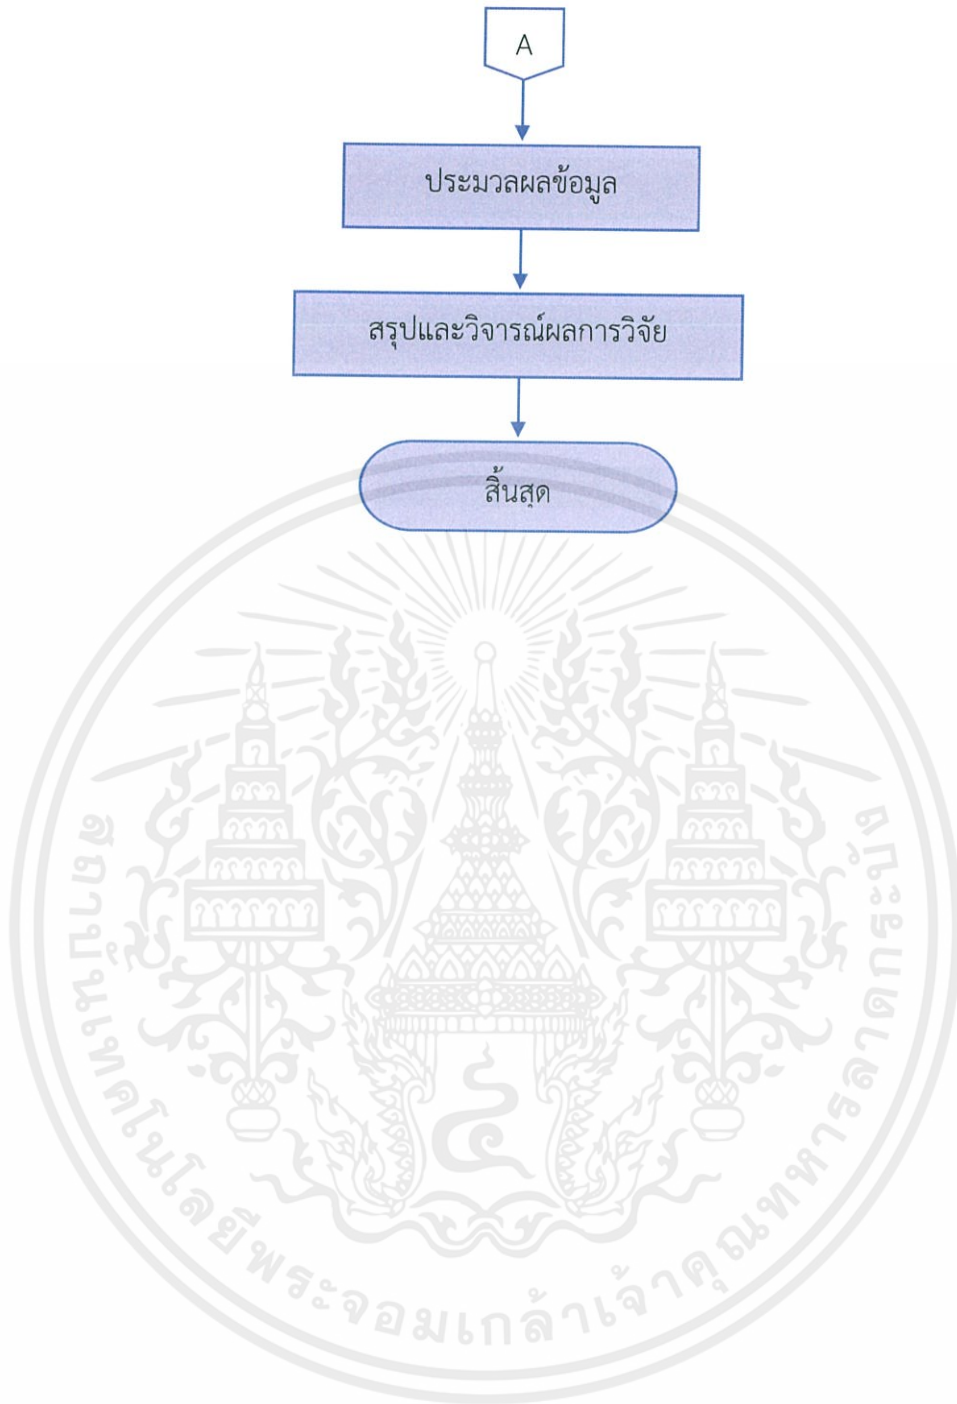 A
ประมวลผลข้อมูล
สรุปและวิจารณ์ผลการวิจัย
สิ้นสุด
สถาบันเทคโนโลยีพระจอมเกล้าเจ้าคุณทหารลาดกระบัง
๔